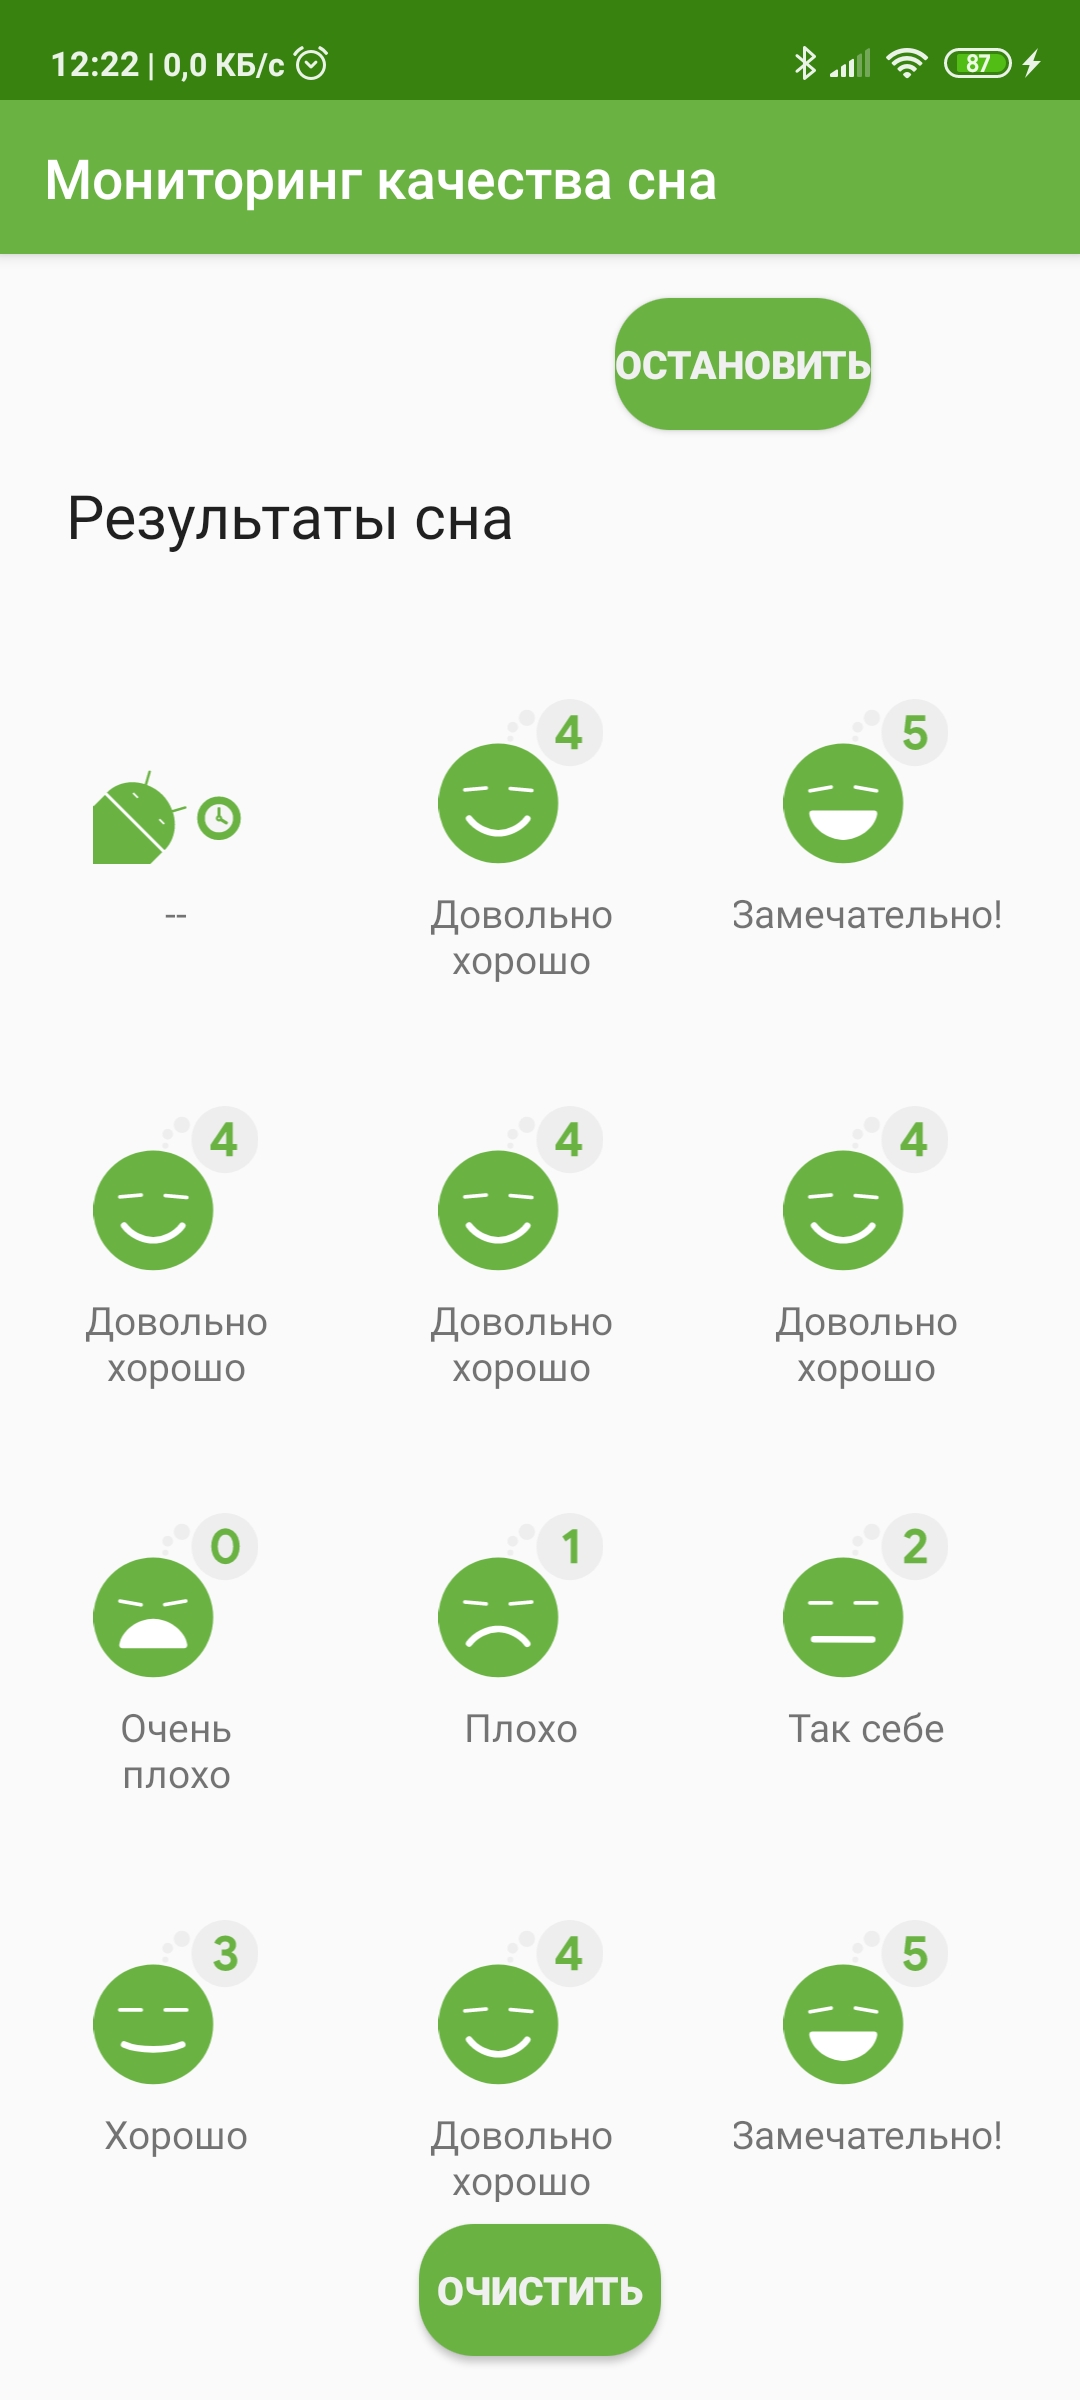 12:22 | 0,0 КБ/с 87
Мониторинг качества сна
ОСТАНОВИТЬ
Результаты сна
4 5
-- Довольно Замечательно!
хорошо
4 4 4
Довольно Довольно Довольно
хорошо хорошо хорошо
0 1 2
Очень Плохо Так себе
плохо
3 4 5
Хорошо Довольно Замечательно!
хорошо
ОЧИСТИТЬ